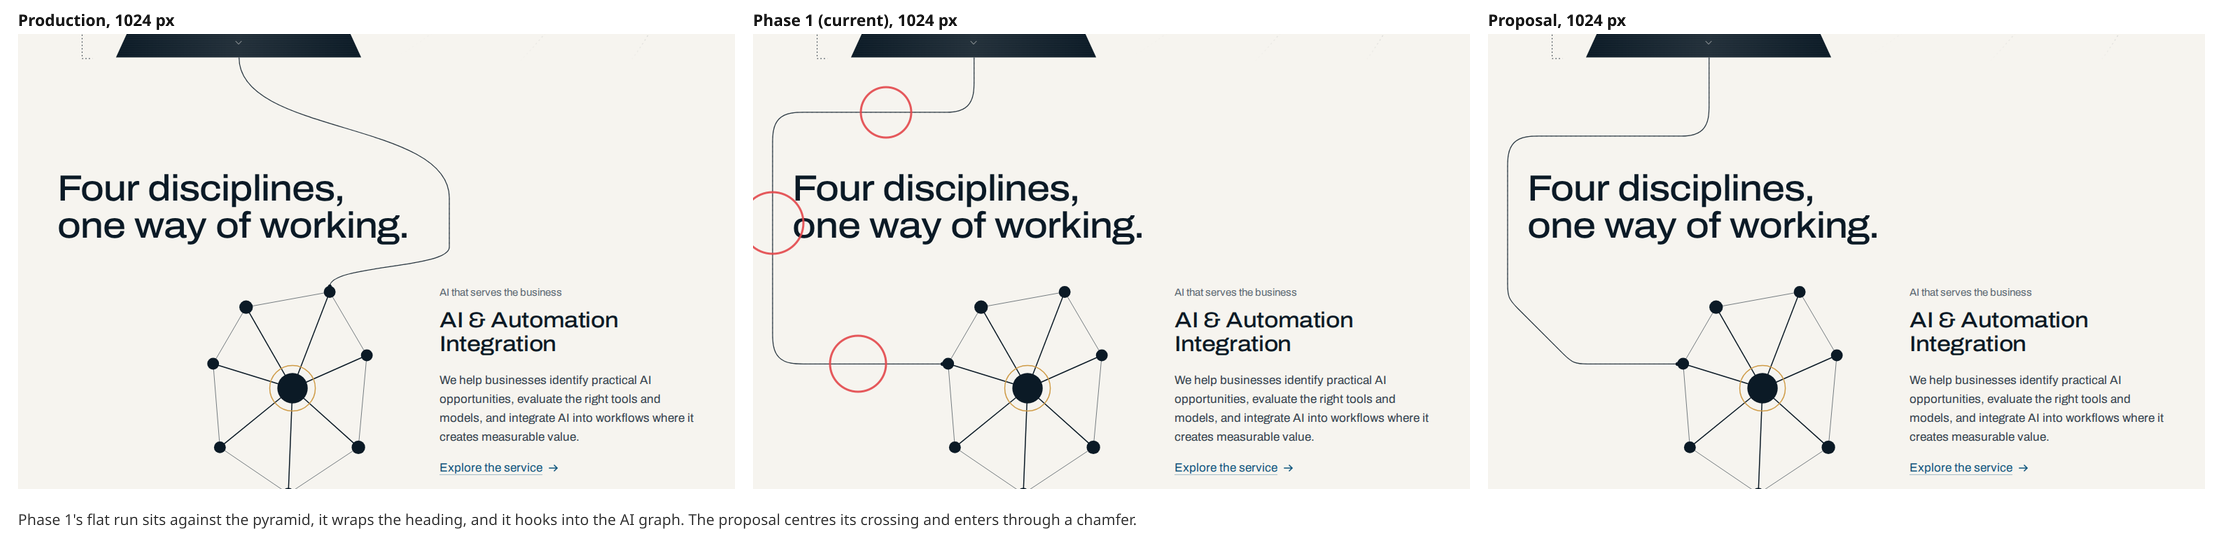 Production, 1024 px
Four disciplines,
one way of working.
AI that serves the business
AI & Automation
Integration
We help businesses identify practical AI
opportunities, evaluate the right tools and
models, and integrate AI into workflows where it
creates measurable value.
Explore the service →
Phase 1 (current), 1024 px
Four disciplines,
one way of working.
AI that serves the business
AI & Automation
Integration
We help businesses identify practical AI
opportunities, evaluate the right tools and
models, and integrate AI into workflows where it
creates measurable value.
Explore the service →
Proposal, 1024 px
Four disciplines,
one way of working.
AI that serves the business
AI & Automation
Integration
We help businesses identify practical AI
opportunities, evaluate the right tools and
models, and integrate AI into workflows where it
creates measurable value.
Explore the service →
Phase 1's flat run sits against the pyramid, it wraps the heading, and it hooks into the AI graph. The proposal centres its crossing and enters through a chamfer.